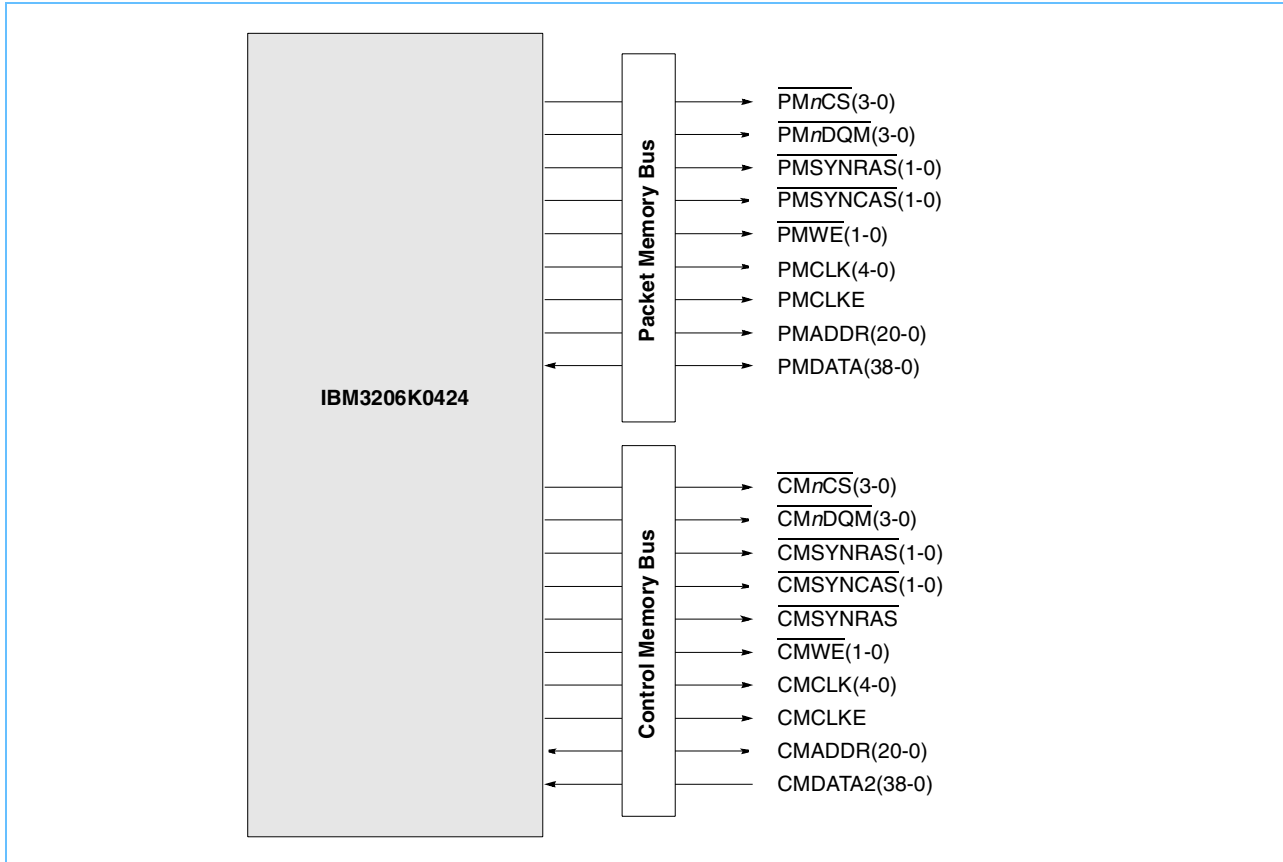 IBM3206K0424
Packet Memory Bus
PMnCS(3-0)
PMnDQM(3-0)
PMSYNRAS(1-0)
PMSYNCAS(1-0)
PMWE(1-0)
PMCLK(4-0)
PMCLKE
PMADDR(20-0)
PMDATA(38-0)
Control Memory Bus
CMnCS(3-0)
CMnDQM(3-0)
CMSYNRAS(1-0)
CMSYNCAS(1-0)
CMSYNRAS
CMWE(1-0)
CMCLK(4-0)
CMCLKE
CMADDR(20-0)
CMDATA2(38-0)